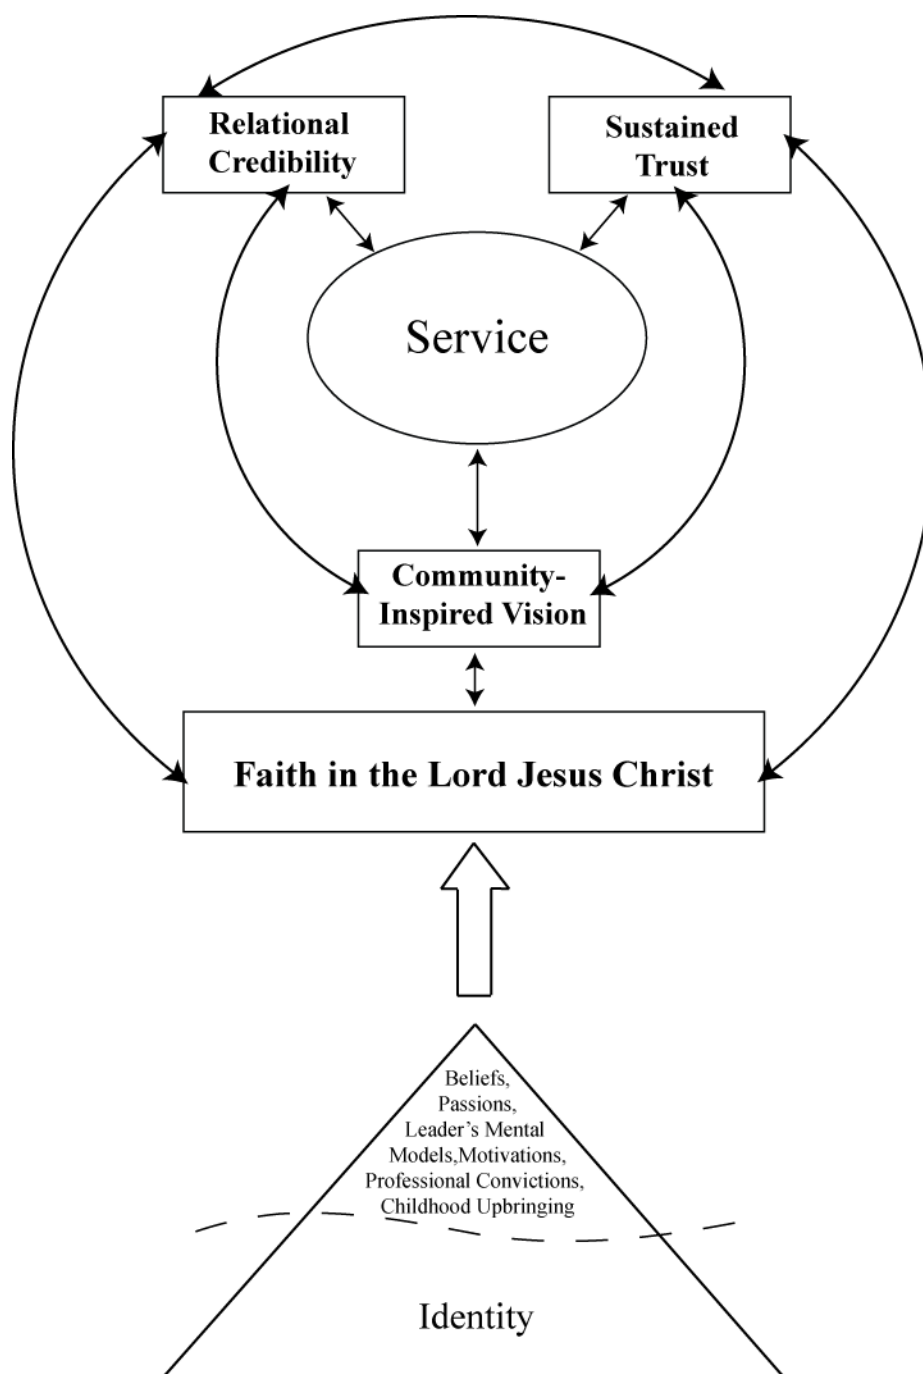 Relational
Credibility
Sustained
Trust
Service
Community-
Inspired Vision
Faith in the Lord Jesus Christ
Beliefs,
Passions,
Leader’s Mental
Models,Motivations,
Professional Convictions,
Childhood Upbringing
Identity